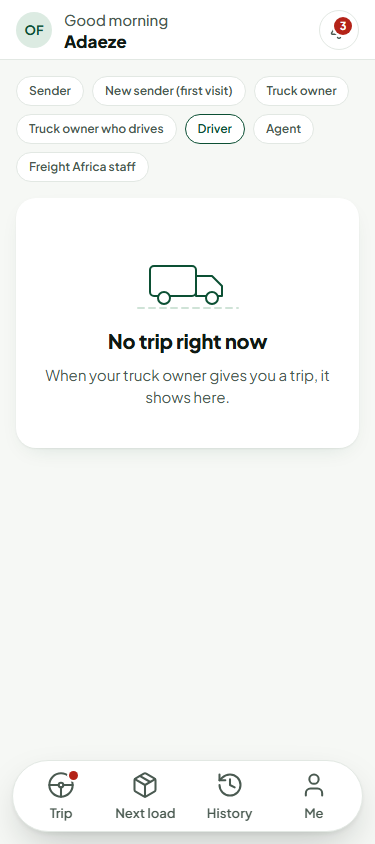 OF
Good morning
Adaeze
3
Sender
New sender (first visit)
Truck owner
Truck owner who drives
Driver
Agent
Freight Africa staff
No trip right now
When your truck owner gives you a trip, it
shows here.
Trip
Next load
History
Me